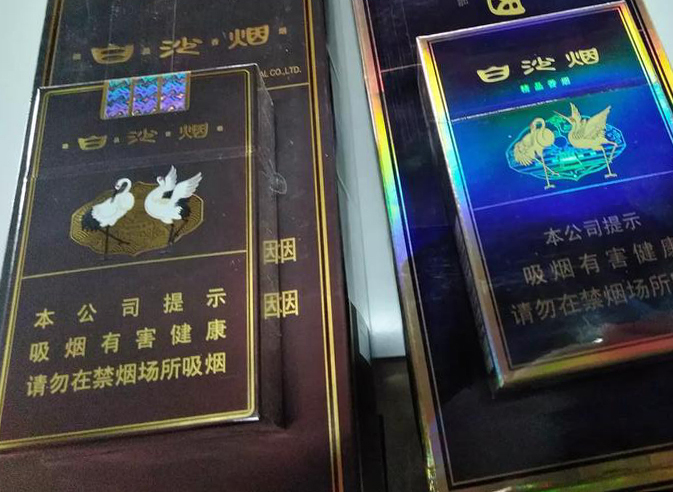 白沙烟
AL CO.,LTD.
白·沙·烟
本公司提示
吸烟有害健康
请勿在禁烟场所吸烟
烟
烟
白沙烟
精品香烟
本公司提示
吸烟有害健康
请勿在禁烟场所